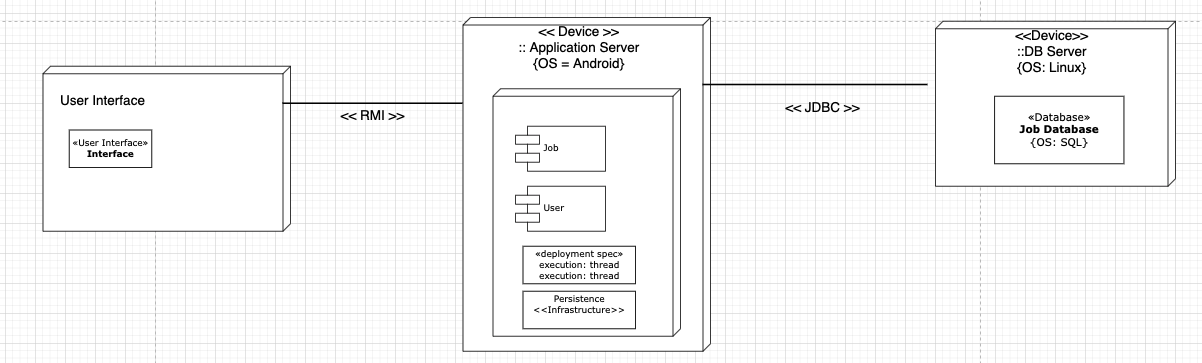 User Interface
«User Interface»
Interface
<< RMI >>
<< Device >>
:: Application Server
{OS = Android}
Job
User
«deployment spec»
execution: thread
execution: thread
Persistence
<<Infrastructure>>
<< JDBC >>
<<Device>>
::DB Server
{OS: Linux}
«Database»
Job Database
{OS: SQL}